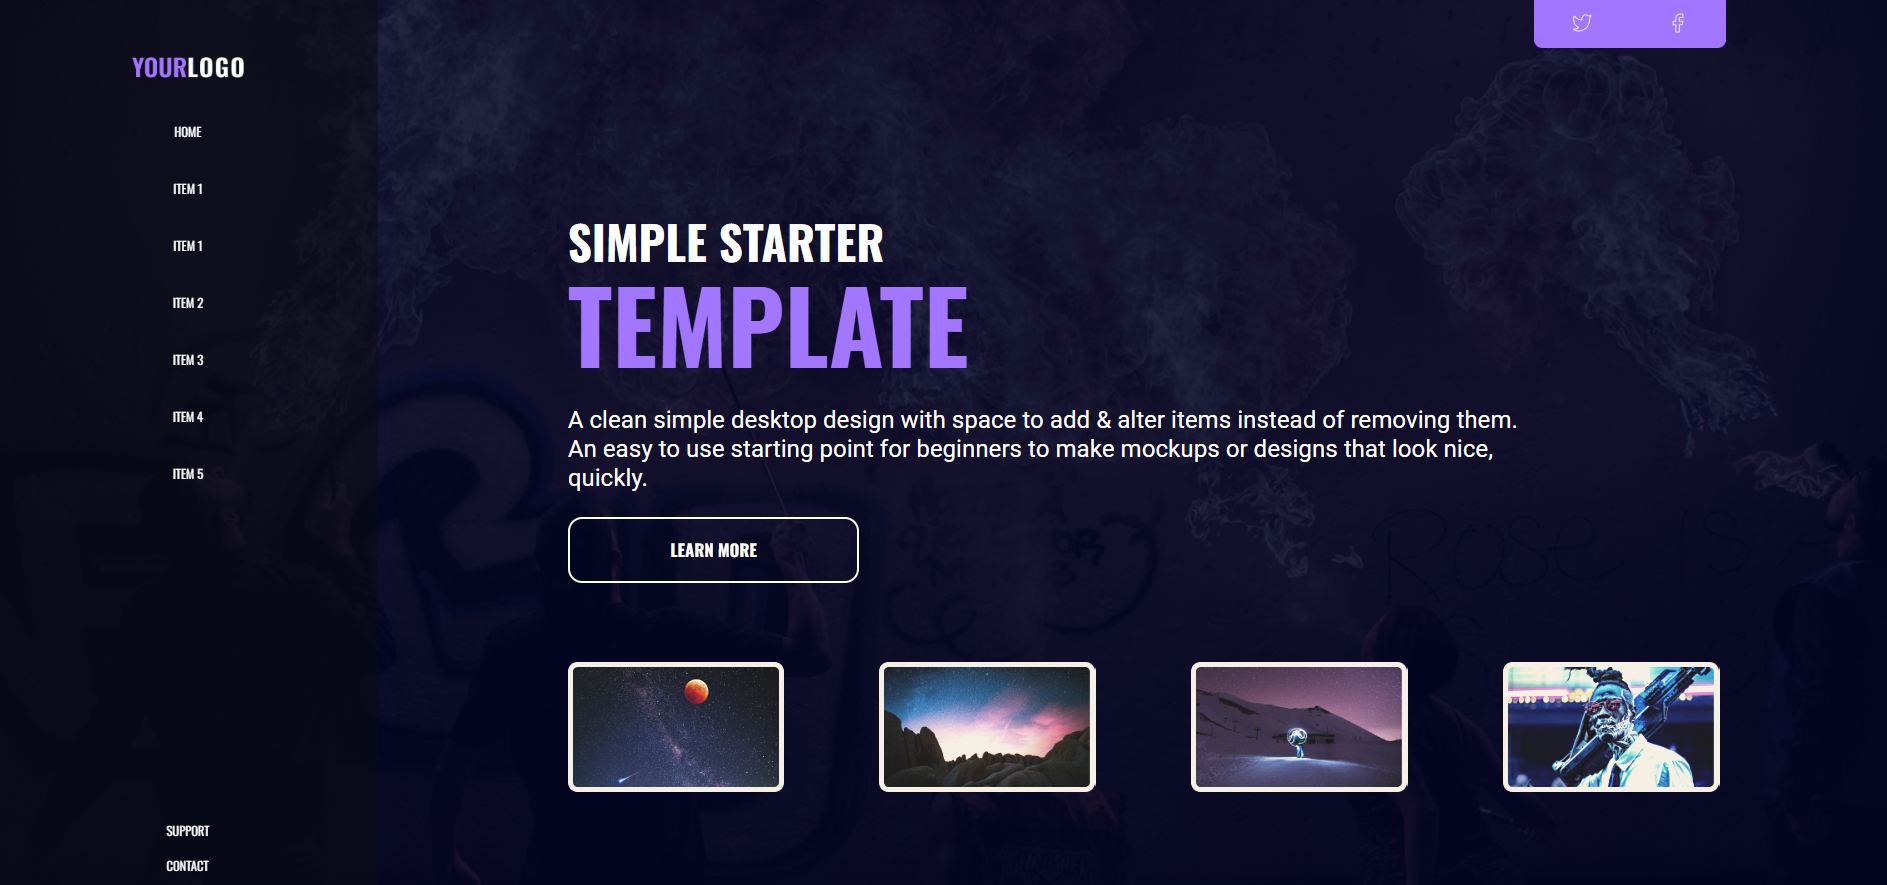 YOURLOGO
HOME
ITEM 1
ITEM 1
ITEM 2
ITEM 3
ITEM 4
ITEM 5
SUPPORT
CONTACT
SIMPLE STARTER
TEMPLATE
A clean simple desktop design with space to add & alter items instead of removing them.
An easy to use starting point for beginners to make mockups or designs that look nice,
quickly.
LEARN MORE
Rose is